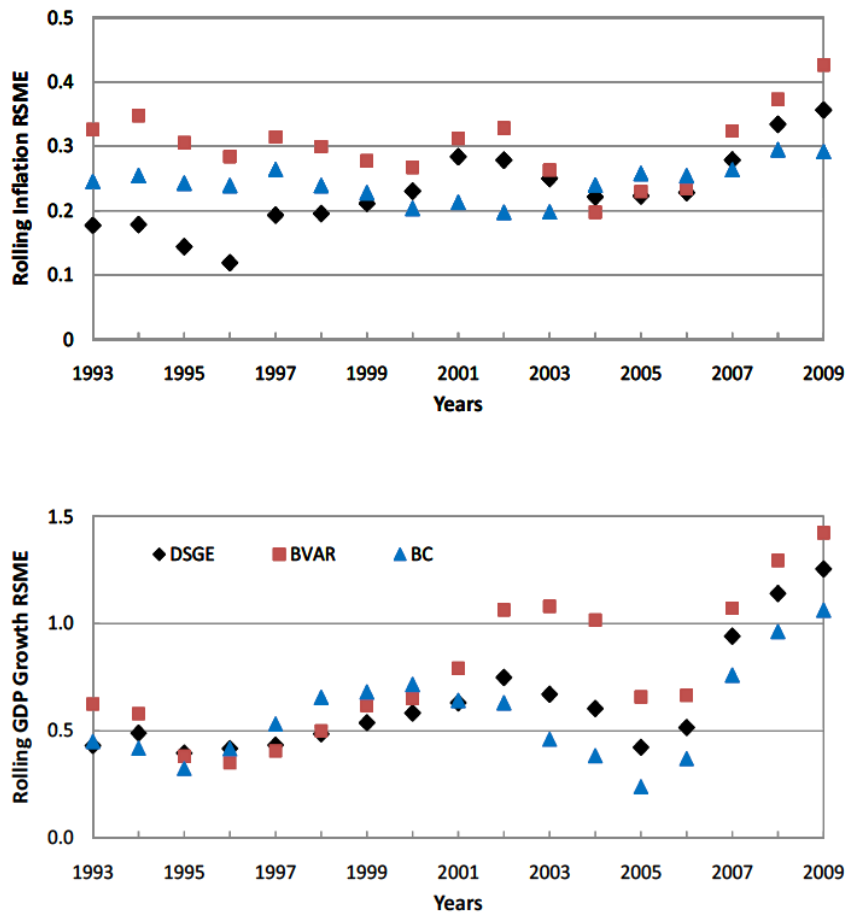 Rolling Inflation RSME
0.5
0.4
0.3
0.2
0.1
0
1993 1995 1997 1999 2001 2003 2005 2007 2009
Years
Rolling GDP Growth RSME
1.5
DSGE BVAR BC
1.0
0.5
0.0
1993 1995 1997 1999 2001 2003 2005 2007 2009
Years